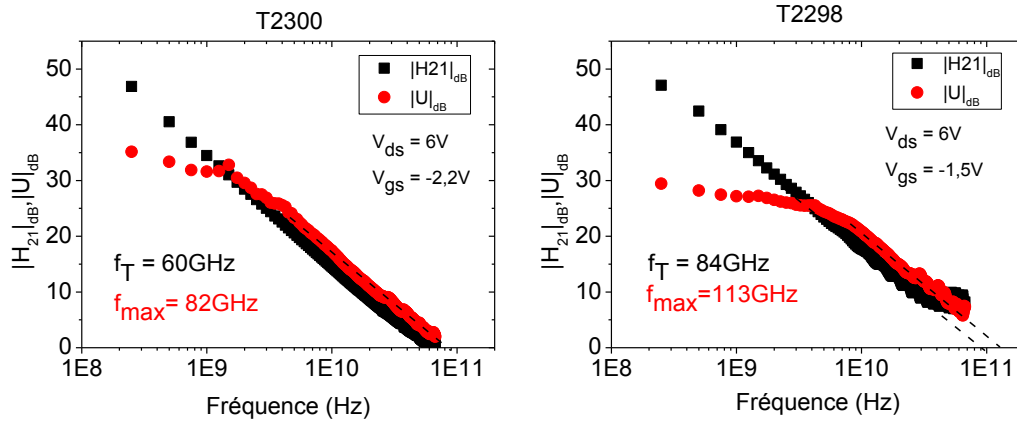 T2300
|H21|dB
|U|dB
Vds = 6V
Vgs = -2,2V
fT = 60GHz
fmax= 82GHz
|H21|dB,|U|dB
50
40
30
20
10
0
1E8 1E9 1E10 1E11
Fréquence (Hz)
T2298
|H21|dB
|U|dB
Vds = 6V
Vgs = -1,5V
fT = 84GHz
fmax=113GHz
|H21|dB,|U|dB
50
40
30
20
10
0
1E8 1E9 1E10 1E11
Fréquence (Hz)